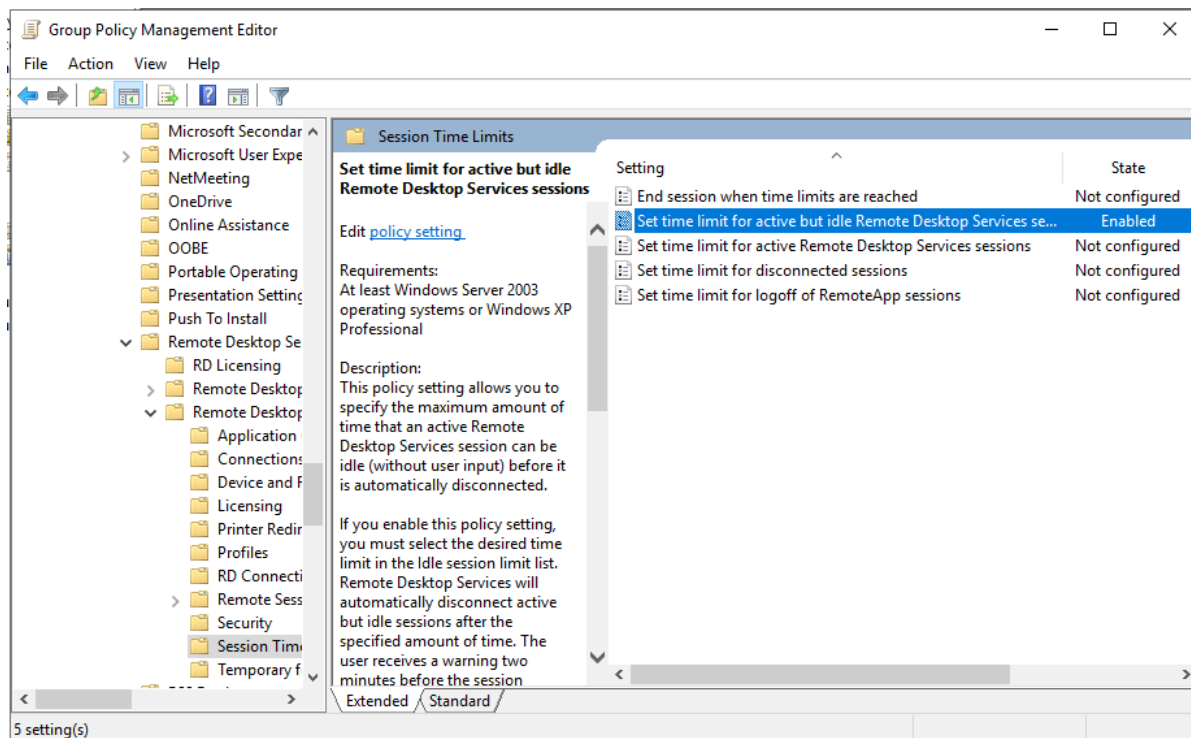 Group Policy Management Editor
File Action View Help
Microsoft Secondar
Microsoft User Expe
NetMeeting
OneDrive
Online Assistance
OOBE
Portable Operating
Presentation Setting
Push To Install
Remote Desktop Se
RD Licensing
Remote Desktop
Remote Desktop
Application
Connections
Device and F
Licensing
Printer Redir
Profiles
RD Connecti
Remote Sess
Security
Session Time
Temporary f
Session Time Limits
Set time limit for active but idle
Remote Desktop Services sessions
Edit policy setting
Requirements:
At least Windows Server 2003
operating systems or Windows XP
Professional
Description:
This policy setting allows you to
specify the maximum amount of
time that an active Remote
Desktop Services session can be
idle (without user input) before it
is automatically disconnected.
If you enable this policy setting,
you must select the desired time
limit in the Idle session limit list.
Remote Desktop Services will
automatically disconnect active
but idle sessions after the
specified amount of time. The
user receives a warning two
minutes before the session
Setting State
End session when time limits are reached Not configured
Set time limit for active but idle Remote Desktop Services se... Enabled
Set time limit for active Remote Desktop Services sessions Not configured
Set time limit for disconnected sessions Not configured
Set time limit for logoff of RemoteApp sessions Not configured
Extended Standard
5 setting(s)